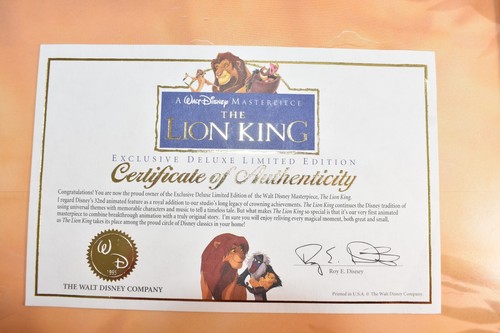 A Walt Disney Masterpiece
THE
LION KING
EXCLUSIVE DELUXE LIMITED EDITION
Certificate of Authenticity
Congratulations! You are now the proud owner of the Exclusive Deluxe Limited Edition of the Walt Disney Masterpiece, The Lion King.
I regard Disney's 32nd animated feature as a royal addition to our studio's king legacy of crowning achievements. The Lion King continues the Disney tradition of
using universal themes with memorable characters and music to tell a timeless tale. But what makes The Lion King so special is that it's our very first animated
masterpiece to combine breakthrough animation with a truly original story. I'm sure you will enjoy reliving every magical moment, both great and small,
as The Lion King takes its place among the proud circle of Disney classics in your home!
W
D
1995
Roy E. Disney
Roy E. Disney
THE WALT DISNEY COMPANY
Printed in U.S.A. © The Walt Disney Company.